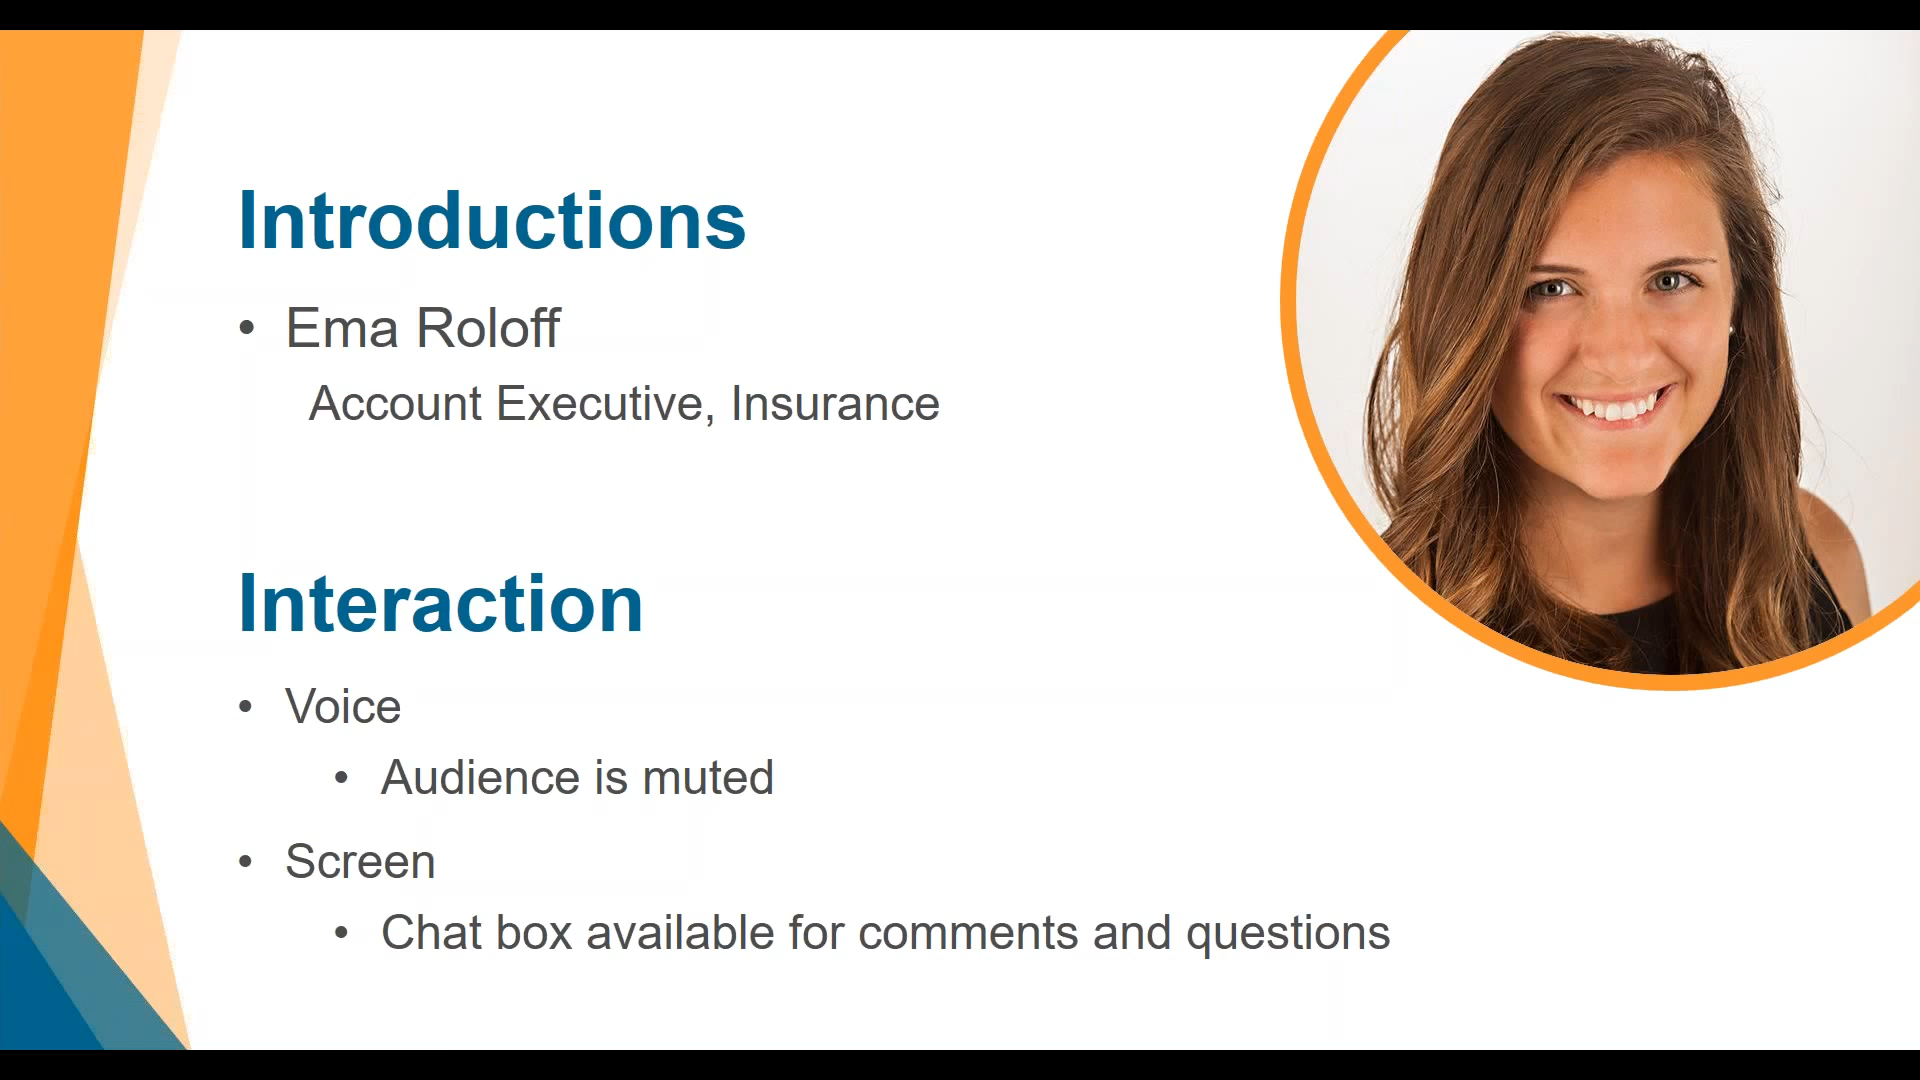 Introductions
• Ema Roloff
Account Executive, Insurance
Interaction
• Voice
• Audience is muted
• Screen
• Chat box available for comments and questions